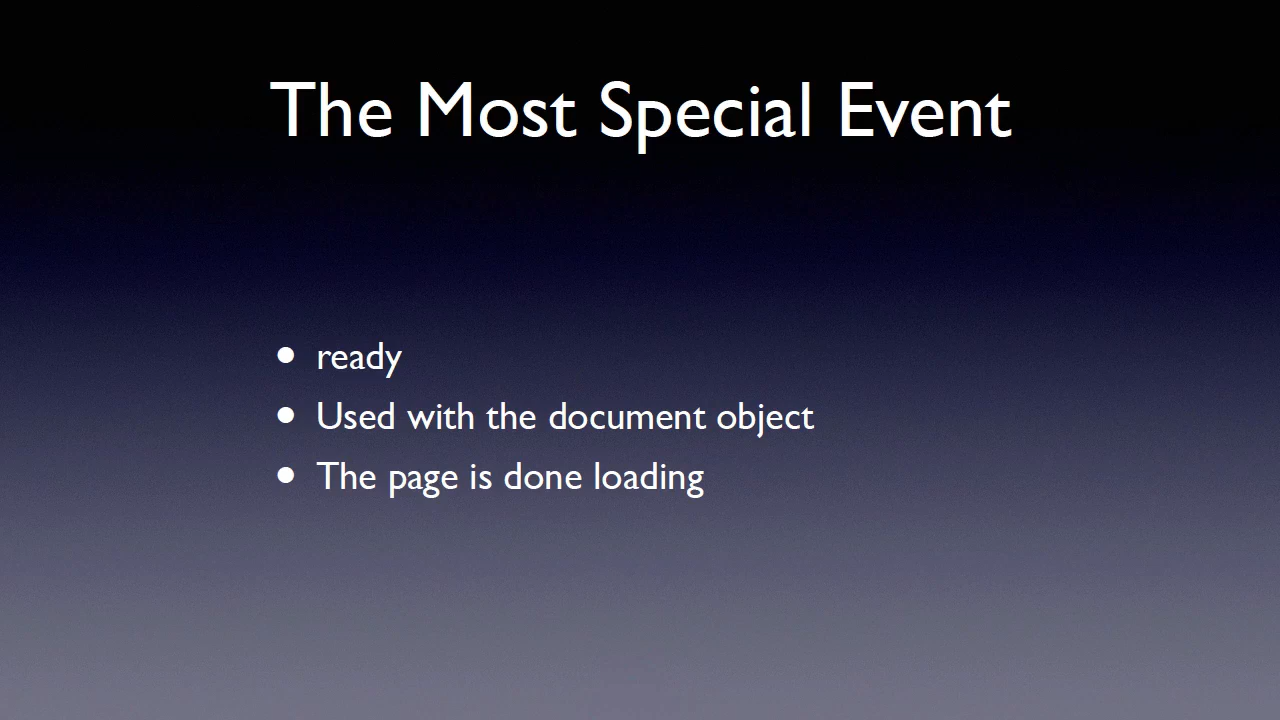 The Most Special Event
• ready
• Used with the document object
• The page is done loading